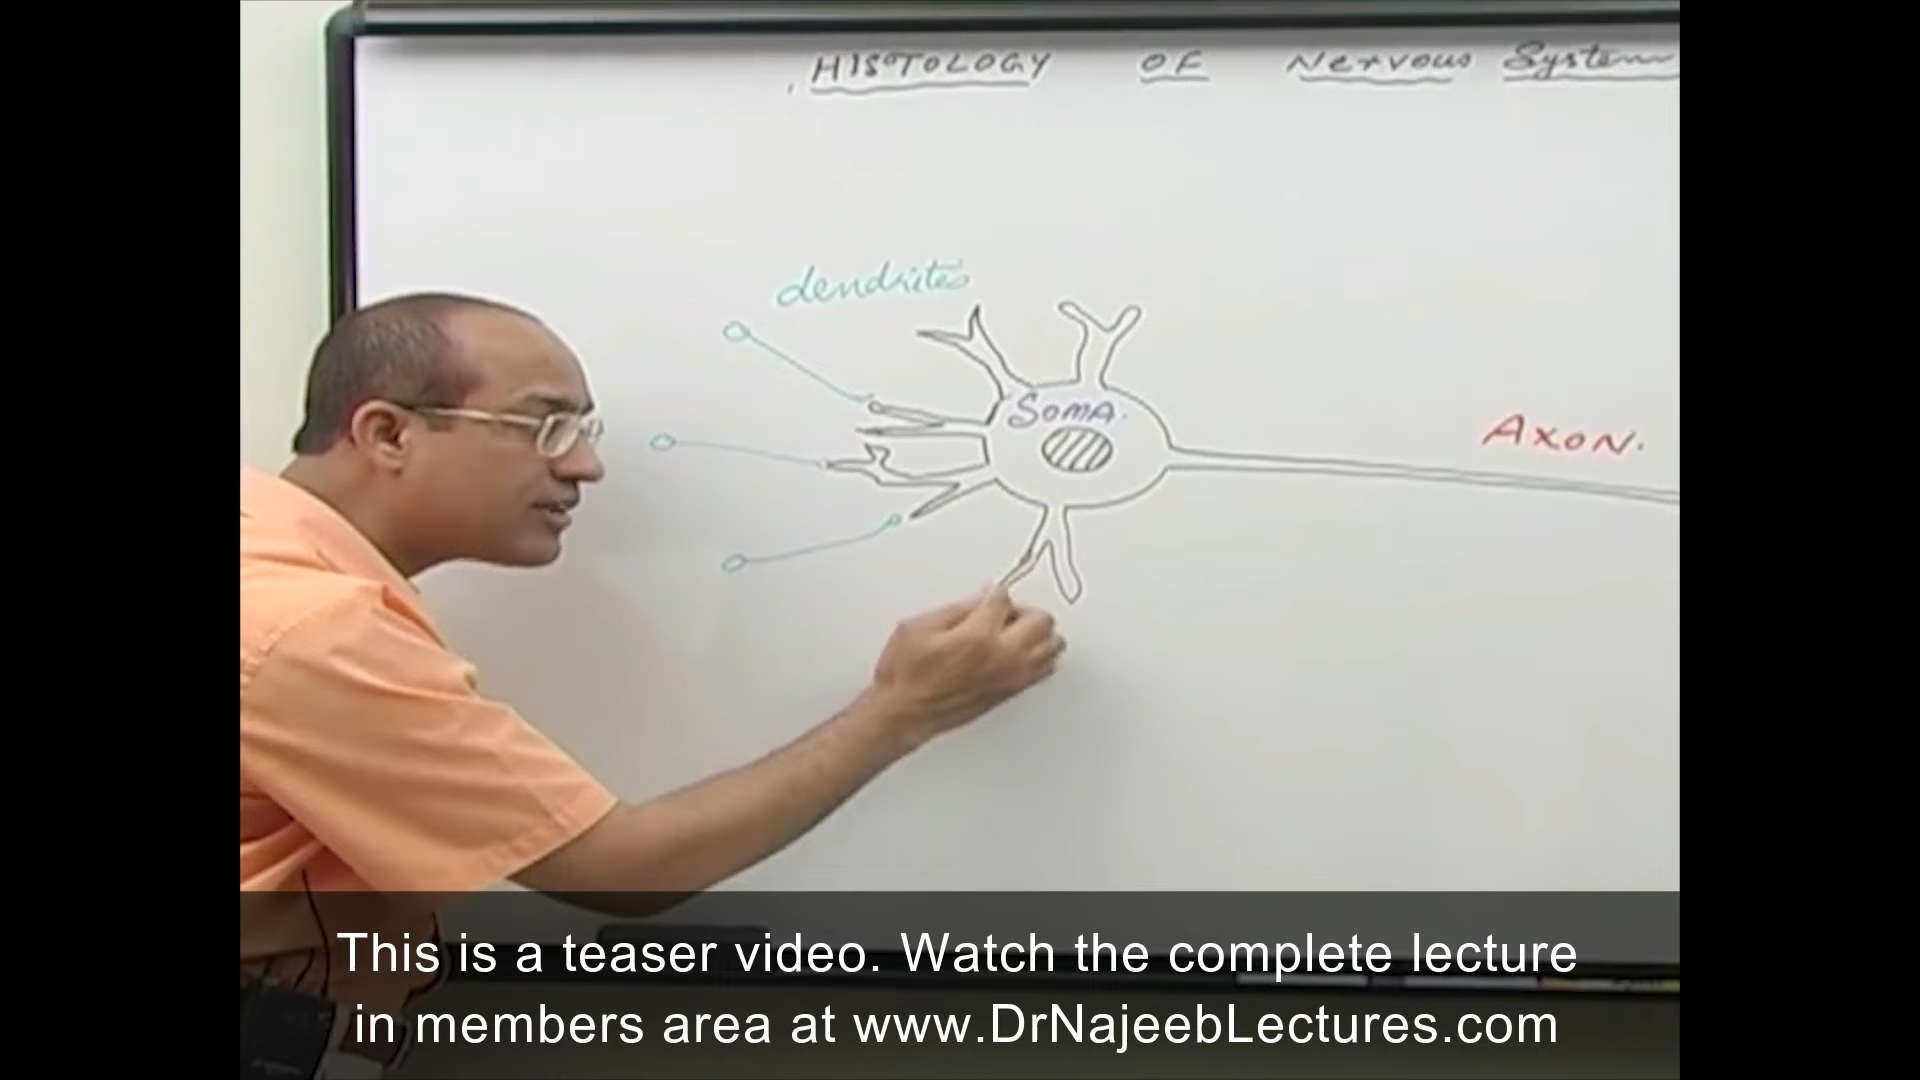 HISTOLOGY OF Nervous System
dendrites
SOMA.
AXON.
This is a teaser video. Watch the complete lecture
in members area at www.DrNajeebLectures.com